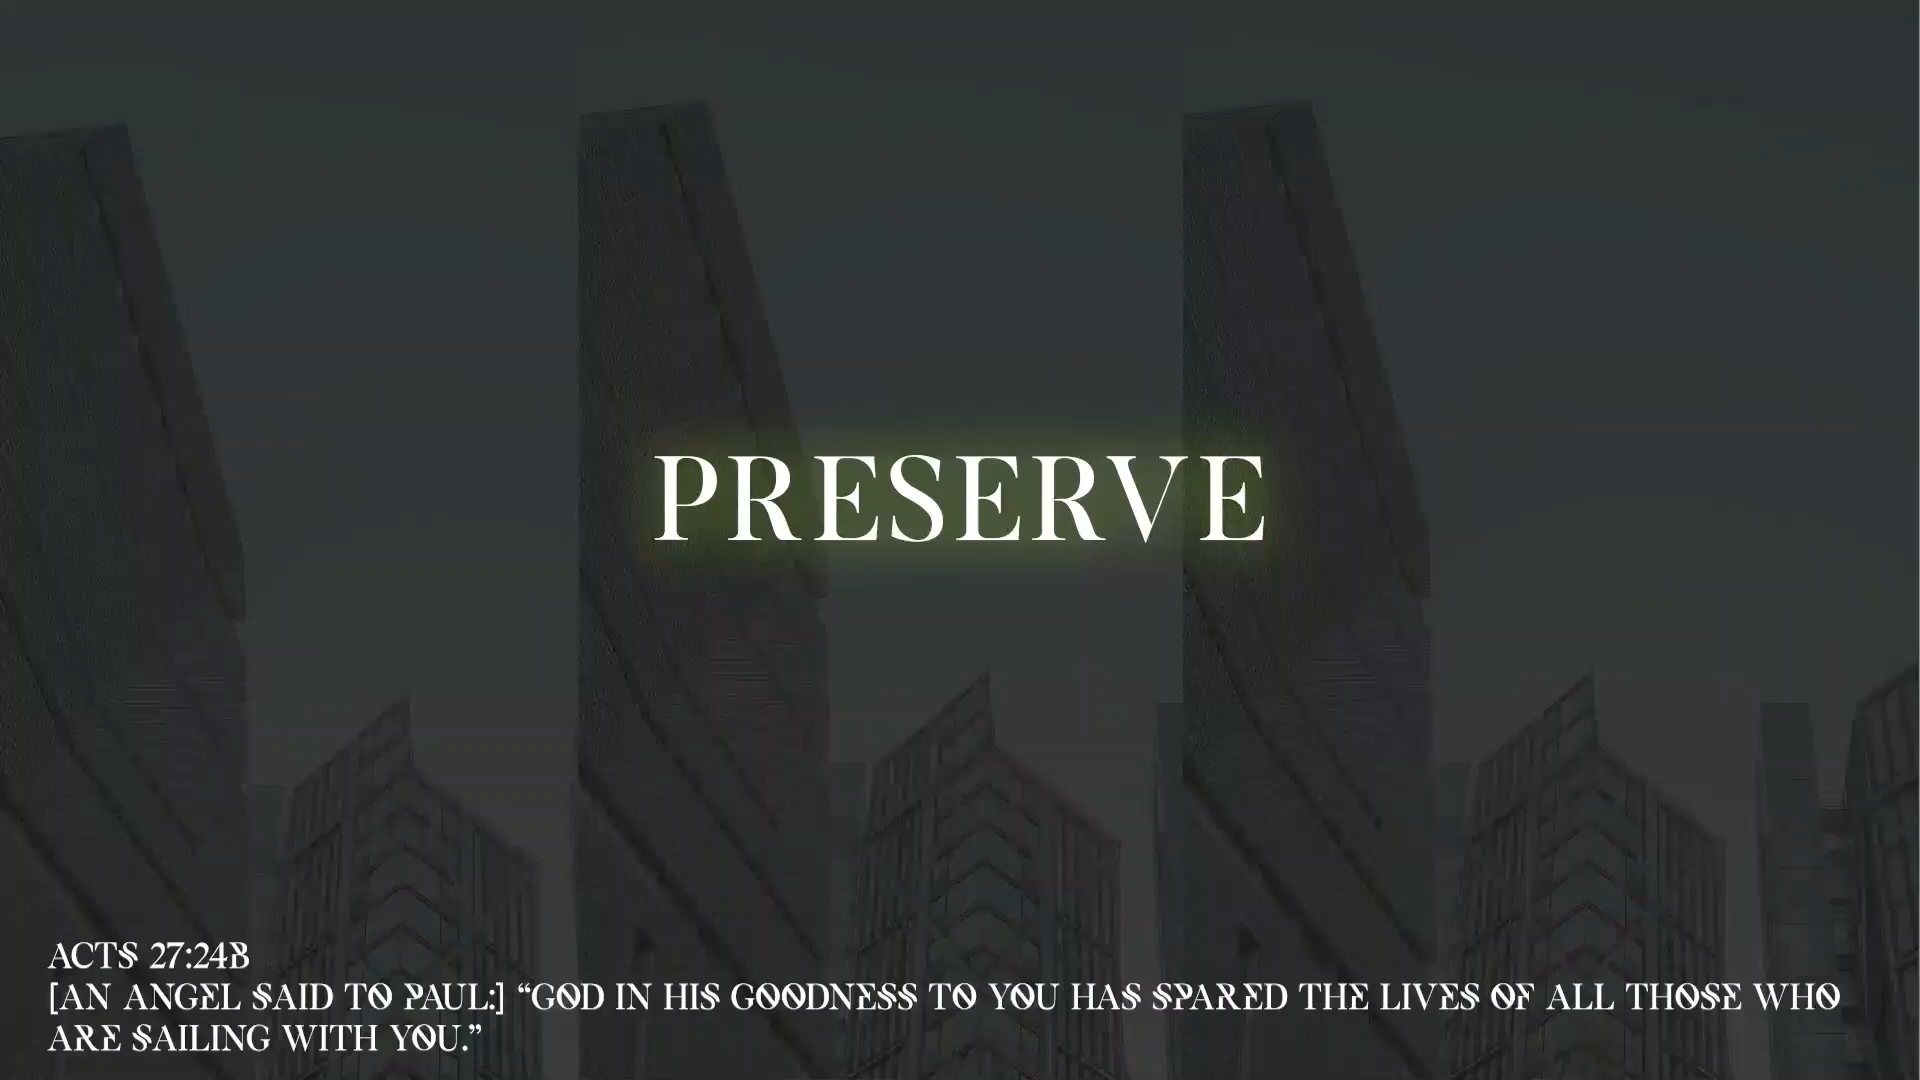 PRESERVE
ACTS 27:24B
[AN ANGEL SAID TO PAUL:] “GOD IN HIS GOODNESS TO YOU HAS SPARED THE LIVES OF ALL THOSE WHO
ARE SAILING WITH YOU.”